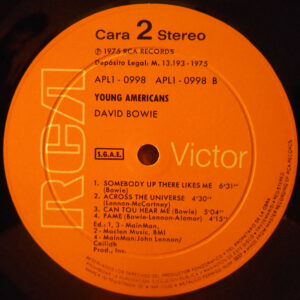 Cara 2 Stereo
℗ 1975 RCA RECORDS
Depósito Legal: M. 13.193-1975
APL1-0998 APL1-0998 B
YOUNG AMERICANS
DAVID BOWIE
S.G.A.E.
RCA
Victor
1. SOMEBODY UP THERE LIKES ME 6'31"
(Bowie)
2. ACROSS THE UNIVERSE 4'30"
(Lennon-McCartney)
3. CAN YOU HEAR ME (Bowie) 5'04"
4. FAME (Bowie-Lennon-Alomar) 4'15"
Ed.: 1, 3 - MainMan.
2 - Maclen Music, BMI
4 - MainMan/John Lennon/
Ceilidh
Prod., Inc.